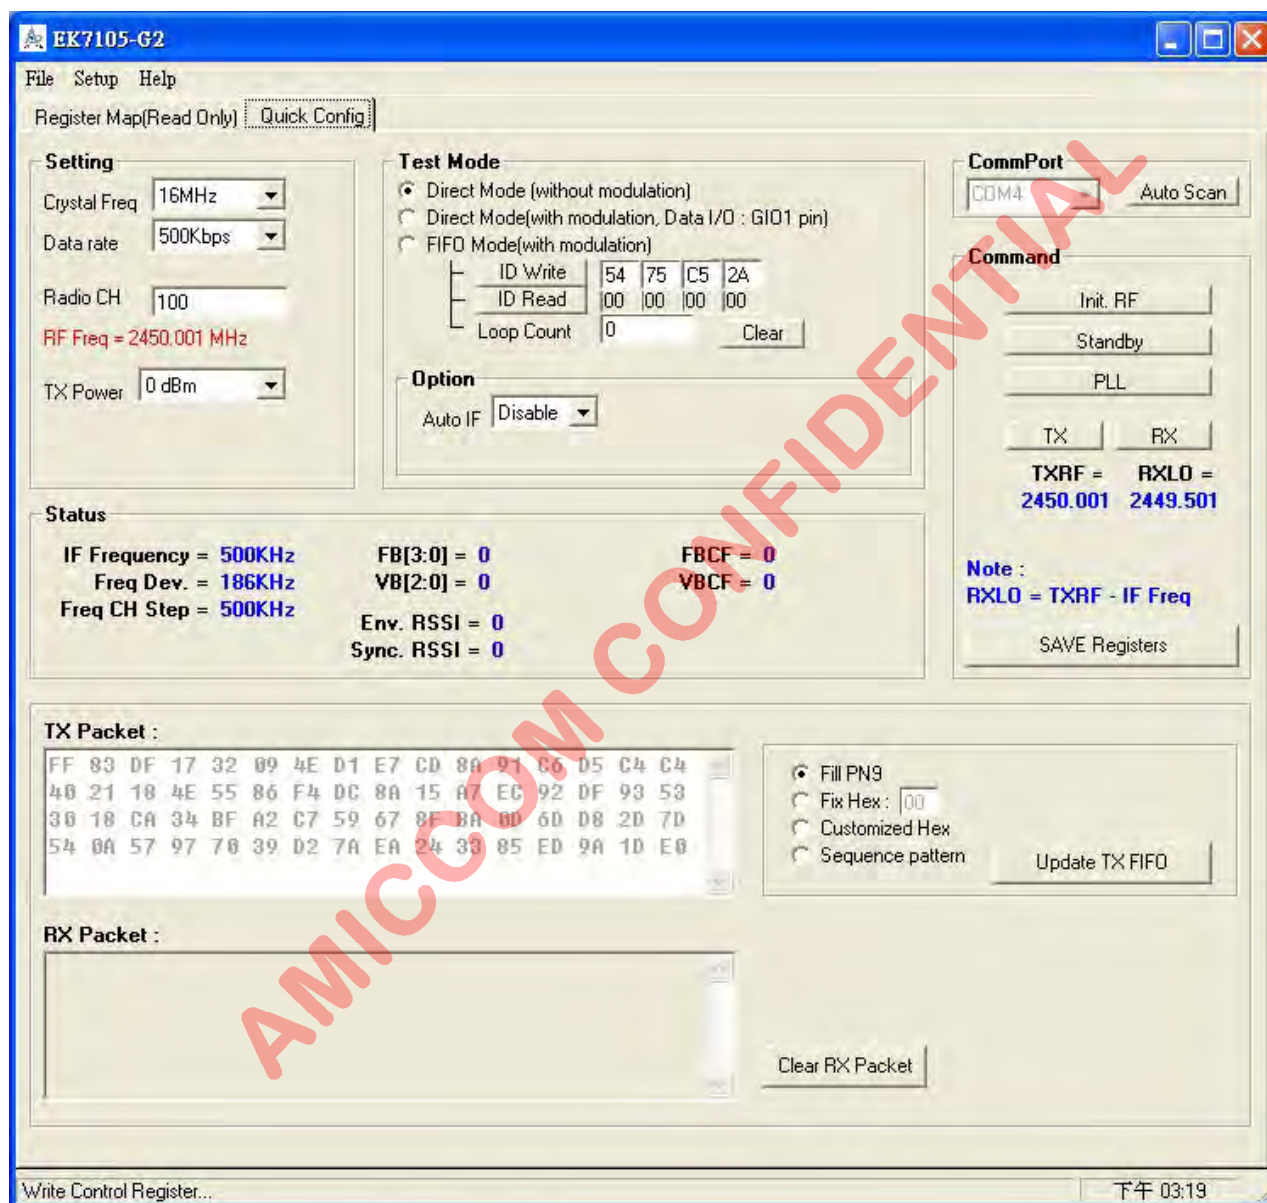 EK7105-G2
File Setup Help
Register Map(Read Only) Quick Config
Setting
Crystal Freq 16MHz
Data rate 500Kbps
Radio CH 100
RF Freq = 2450.001 MHz
TX Power 0 dBm
Test Mode
Direct Mode (without modulation)
Direct Mode(with modulation, Data I/O : GIO1 pin)
FIFO Mode(with modulation)
ID Write 54 75 C5 2A
ID Read 00 00 00 00
Loop Count 0 Clear
Option
Auto IF Disable
CommPort
COM4 Auto Scan
Command
Init. RF
Standby
PLL
TX RX
TXRF = RXLO =
2450.001 2449.501
Note :
RXLO = TXRF - IF Freq
SAVE Registers
Status
IF Frequency = 500KHz FB[3:0] = 0 FBCF = 0
Freq Dev. = 186KHz VB[2:0] = 0 VBCF = 0
Freq CH Step = 500KHz
Env. RSSI = 0
Sync. RSSI = 0
TX Packet :
FF 83 DF 17 32 09 4E D1 E7 CD 8A 91 C6 D5 C4 C4
40 21 18 4E 55 86 F4 DC 8A 15 A7 EC 92 DF 93 53
30 18 CA 34 BF A2 C7 59 67 8F BA 0D 6D D8 2D 7D
54 0A 57 97 70 39 D2 7A EA 24 33 85 ED 9A 1D E0
Fill PN9
Fix Hex : 00
Customized Hex
Sequence pattern
Update TX FIFO
RX Packet :
Clear RX Packet
Write Control Register... 下午 03:19
AMICCOM CONFIDENTIAL